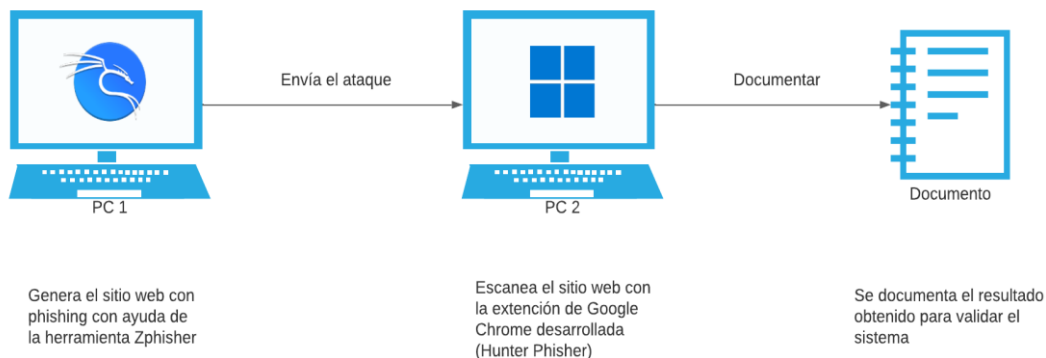 Envía el ataque
Documentar
PC 1
PC 2
Documento
Genera el sitio web con
phishing con ayuda de
la herramienta Zphisher
Escanea el sitio web con
la extención de Google
Chrome desarrollada
(Hunter Phisher)
Se documenta el resultado
obtenido para validar el
sistema